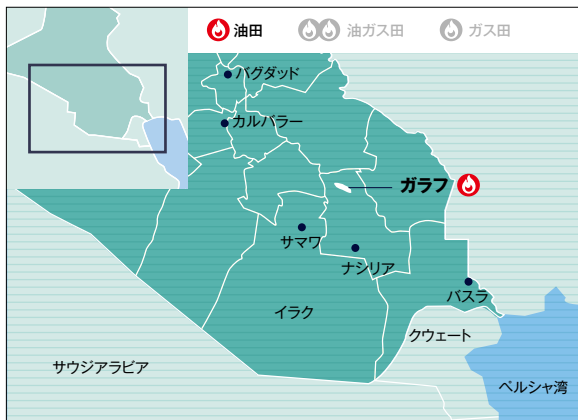 油田
油ガス田
ガス田
バグダッド
カルバラー
ガラフ
サマワ
ナシリア
バスラ
イラク
クウェート
サウジアラビア
ペルシャ湾